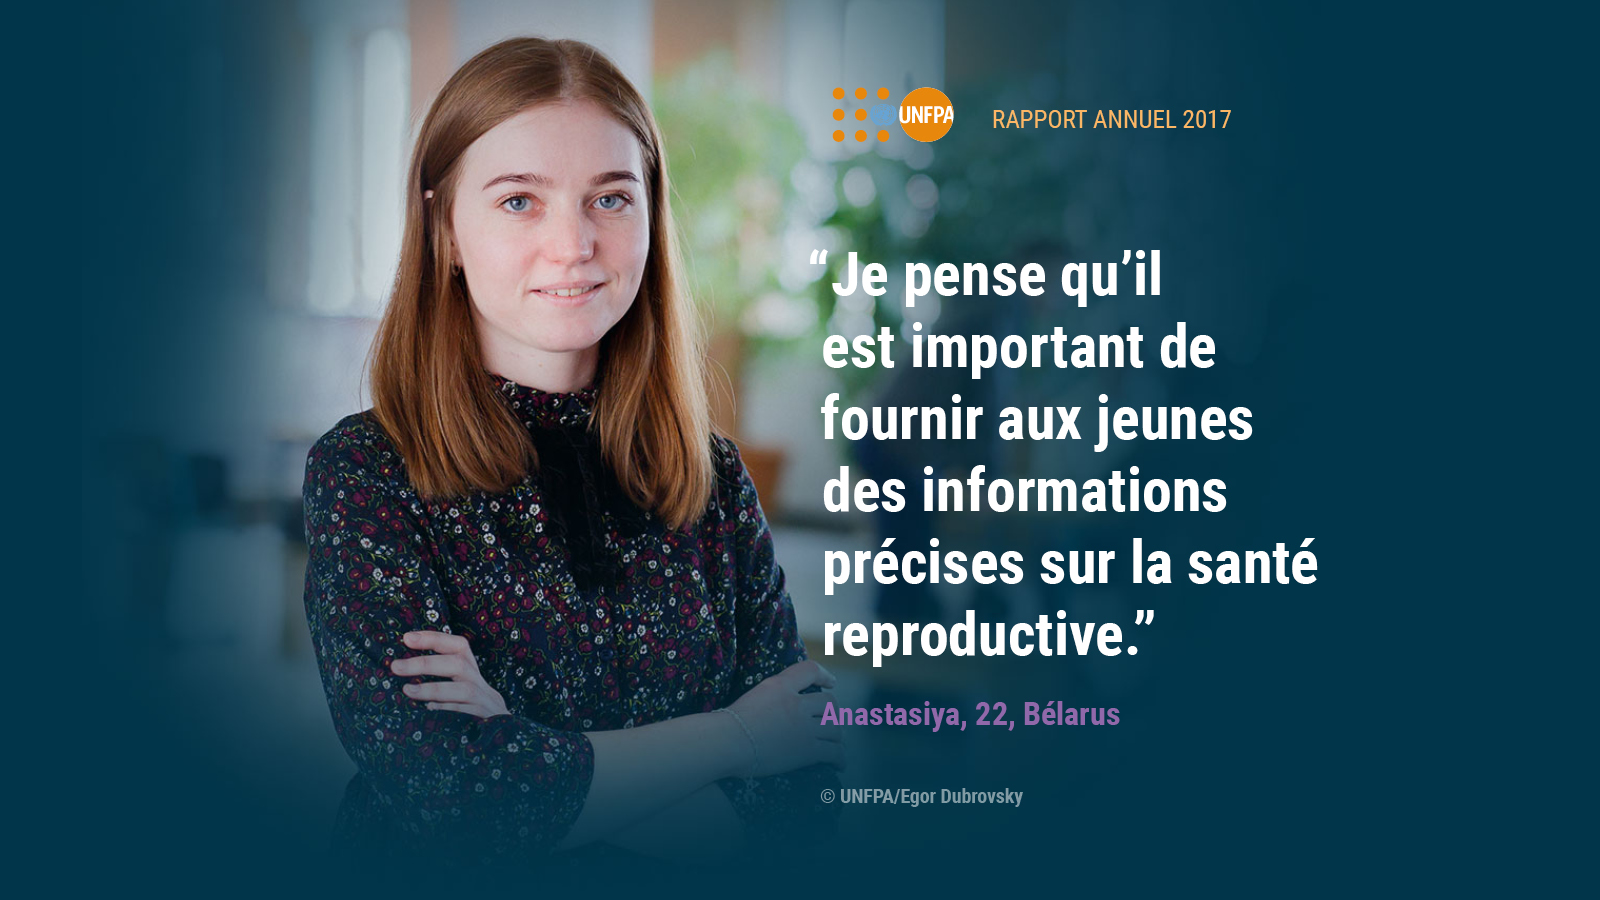 UNFPA
RAPPORT ANNUEL 2017
“Je pense qu’il
est important de
fournir aux jeunes
des informations
précises sur la santé
reproductive.”
Anastasiya, 22, Bélarus
© UNFPA/Egor Dubrovsky